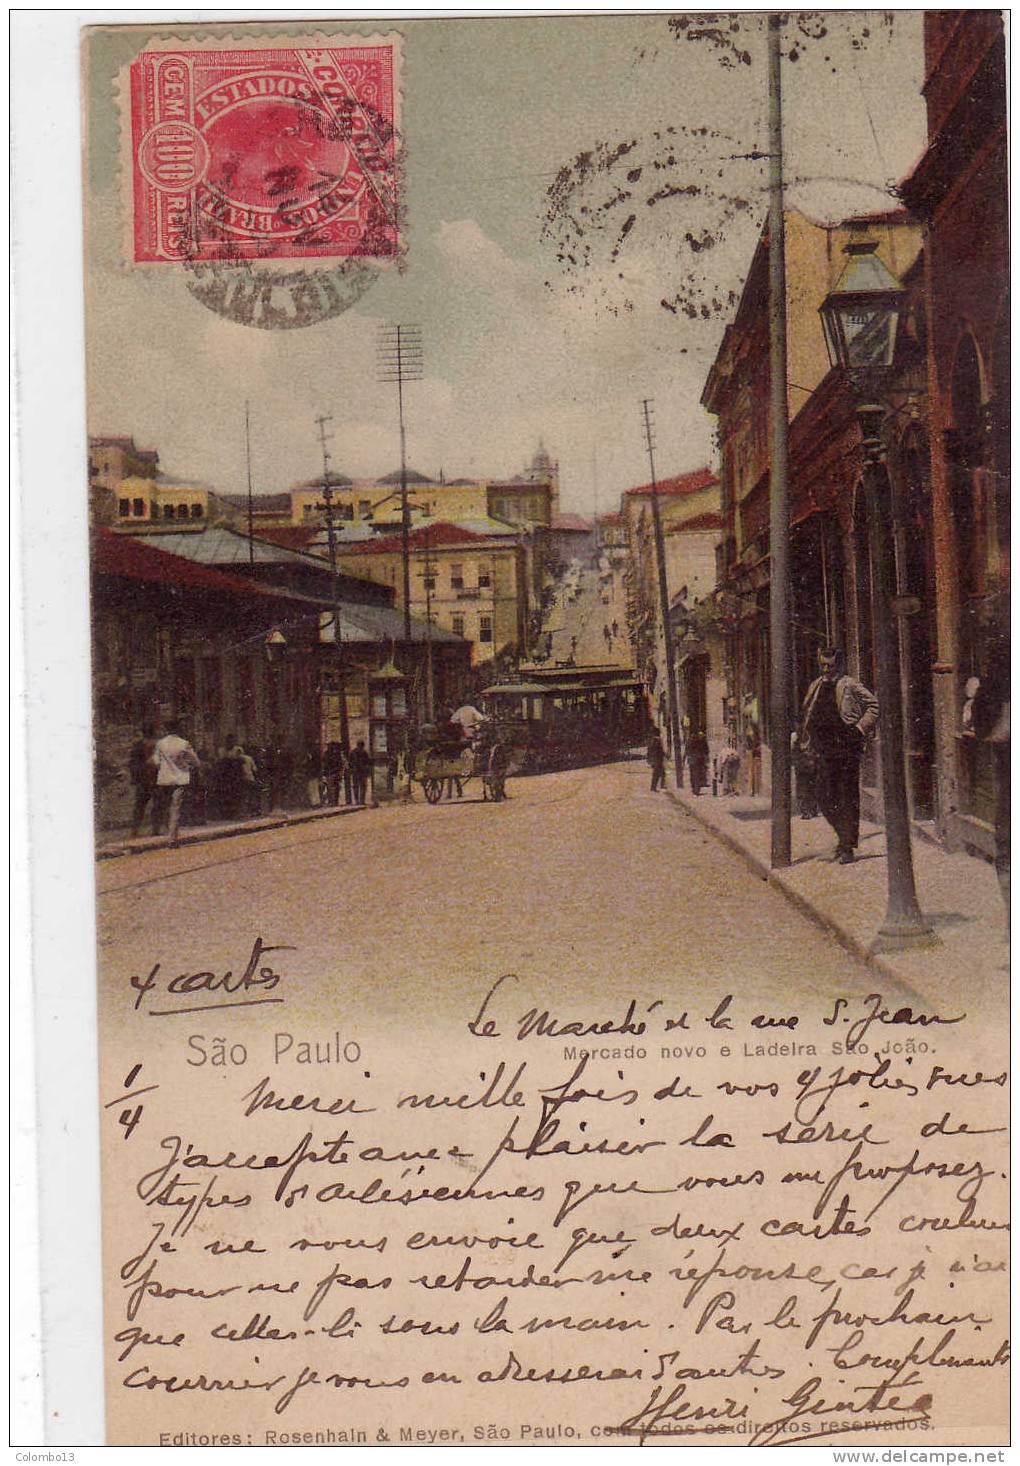 CORREIO
ESTADOS UNIDOS
BRAZIL
CEM 100 REIS
4 cartes
Le Marché et la rue S. Jean
São Paulo
Mercado novo e Ladeira São João.
1/4
Merci mille fois de vos 4 jolies vues
J'accepte avec plaisir la série de
types d'arlésiennes que vous me proposez.
Je ne vous envoie que deux cartes couleurs
pour ne pas retarder ma réponse, car je n'ai
que celles-là sous la main. Par le prochain
courrier je vous en adresserai d'autres. Compliments
Henri
Editores: Rosenhain & Meyer, São Paulo, com todos os direitos reservados.
Colombo13
www.delcampe.net